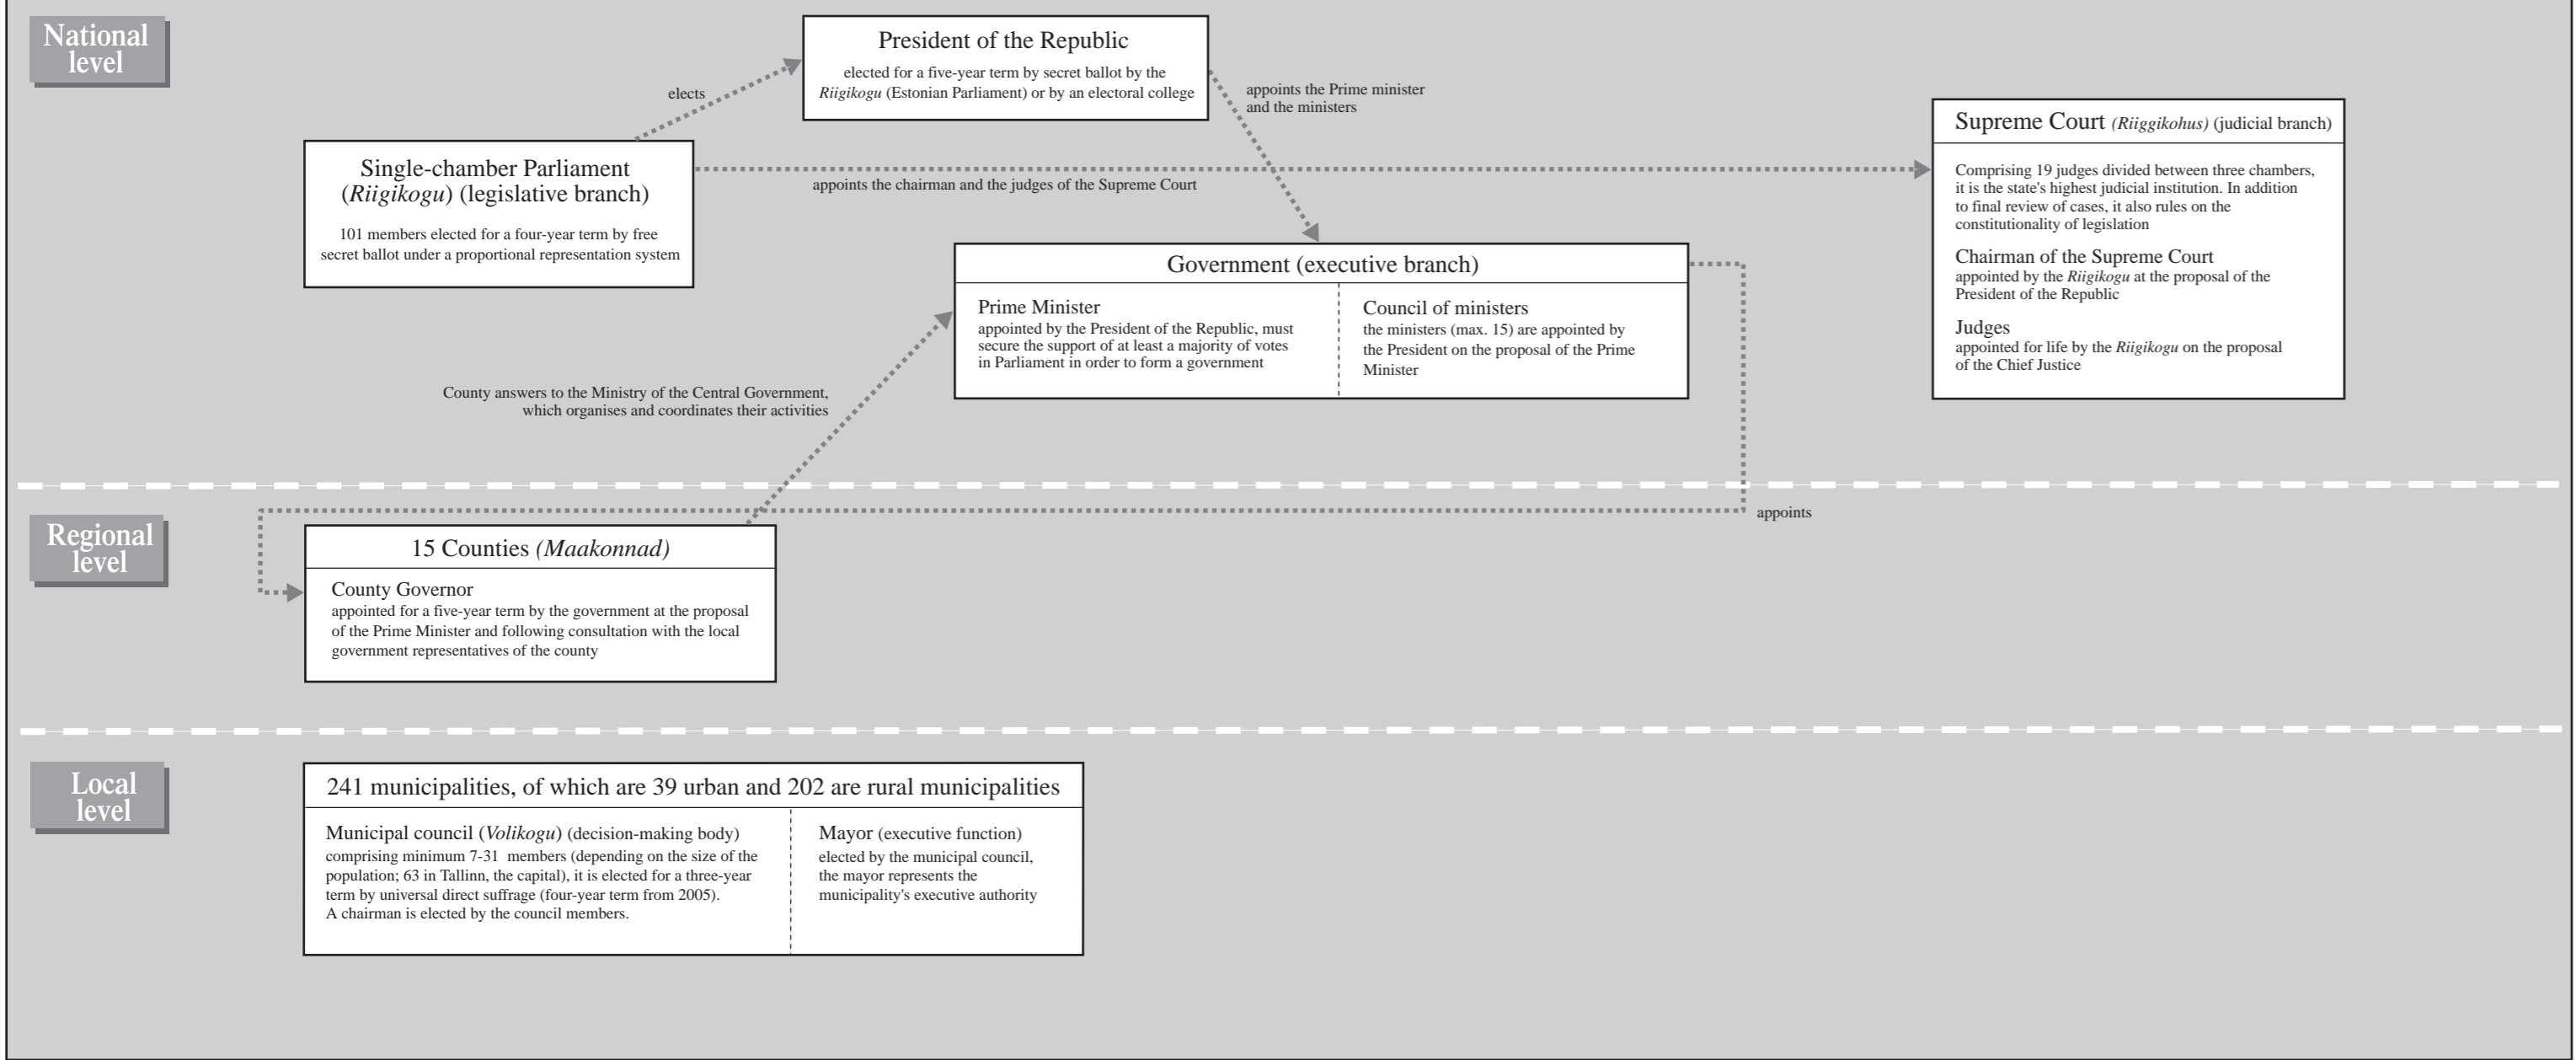 National
level
President of the Republic
elected for a five-year term by secret ballot by the
Riigikogu (Estonian Parliament) or by an electoral college
elects
appoints the Prime minister
and the ministers
Single-chamber Parliament
(Riigikogu) (legislative branch)
101 members elected for a four-year term by free
secret ballot under a proportional representation system
appoints the chairman and the judges of the Supreme Court
Supreme Court (Riiggikohus) (judicial branch)
Comprising 19 judges divided between three chambers,
it is the state's highest judicial institution. In addition
to final review of cases, it also rules on the
constitutionality of legislation
Chairman of the Supreme Court
appointed by the Riigikogu at the proposal of the
President of the Republic
Judges
appointed for life by the Riigikogu on the proposal
of the Chief Justice
Government (executive branch)
Prime Minister
appointed by the President of the Republic, must
secure the support of at least a majority of votes
in Parliament in order to form a government
Council of ministers
the ministers (max. 15) are appointed by
the President on the proposal of the Prime
Minister
County answers to the Ministry of the Central Government,
which organises and coordinates their activities
appoints
Regional
level
15 Counties (Maakonnad)
County Governor
appointed for a five-year term by the government at the proposal
of the Prime Minister and following consultation with the local
government representatives of the county
Local
level
241 municipalities, of which are 39 urban and 202 are rural municipalities
Municipal council (Volikogu) (decision-making body)
comprising minimum 7-31 members (depending on the size of the
population; 63 in Tallinn, the capital), it is elected for a three-year
term by universal direct suffrage (four-year term from 2005).
A chairman is elected by the council members.
Mayor (executive function)
elected by the municipal council,
the mayor represents the
municipality's executive authority